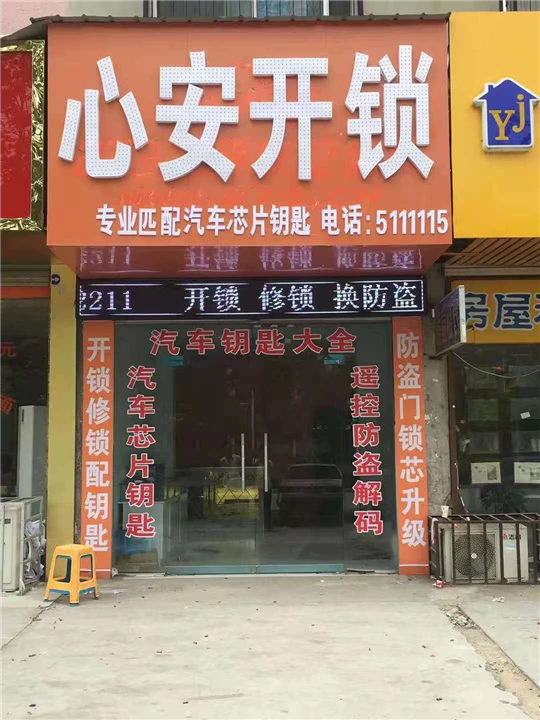 心安开锁
专业匹配汽车芯片钥匙 电话:5111115
2211 开锁 修锁 换防盗
汽车钥匙大全
开锁修锁配钥匙
汽车芯片钥匙
遥控防盗解码
防盗门锁芯升级
Yj
房屋
元
面